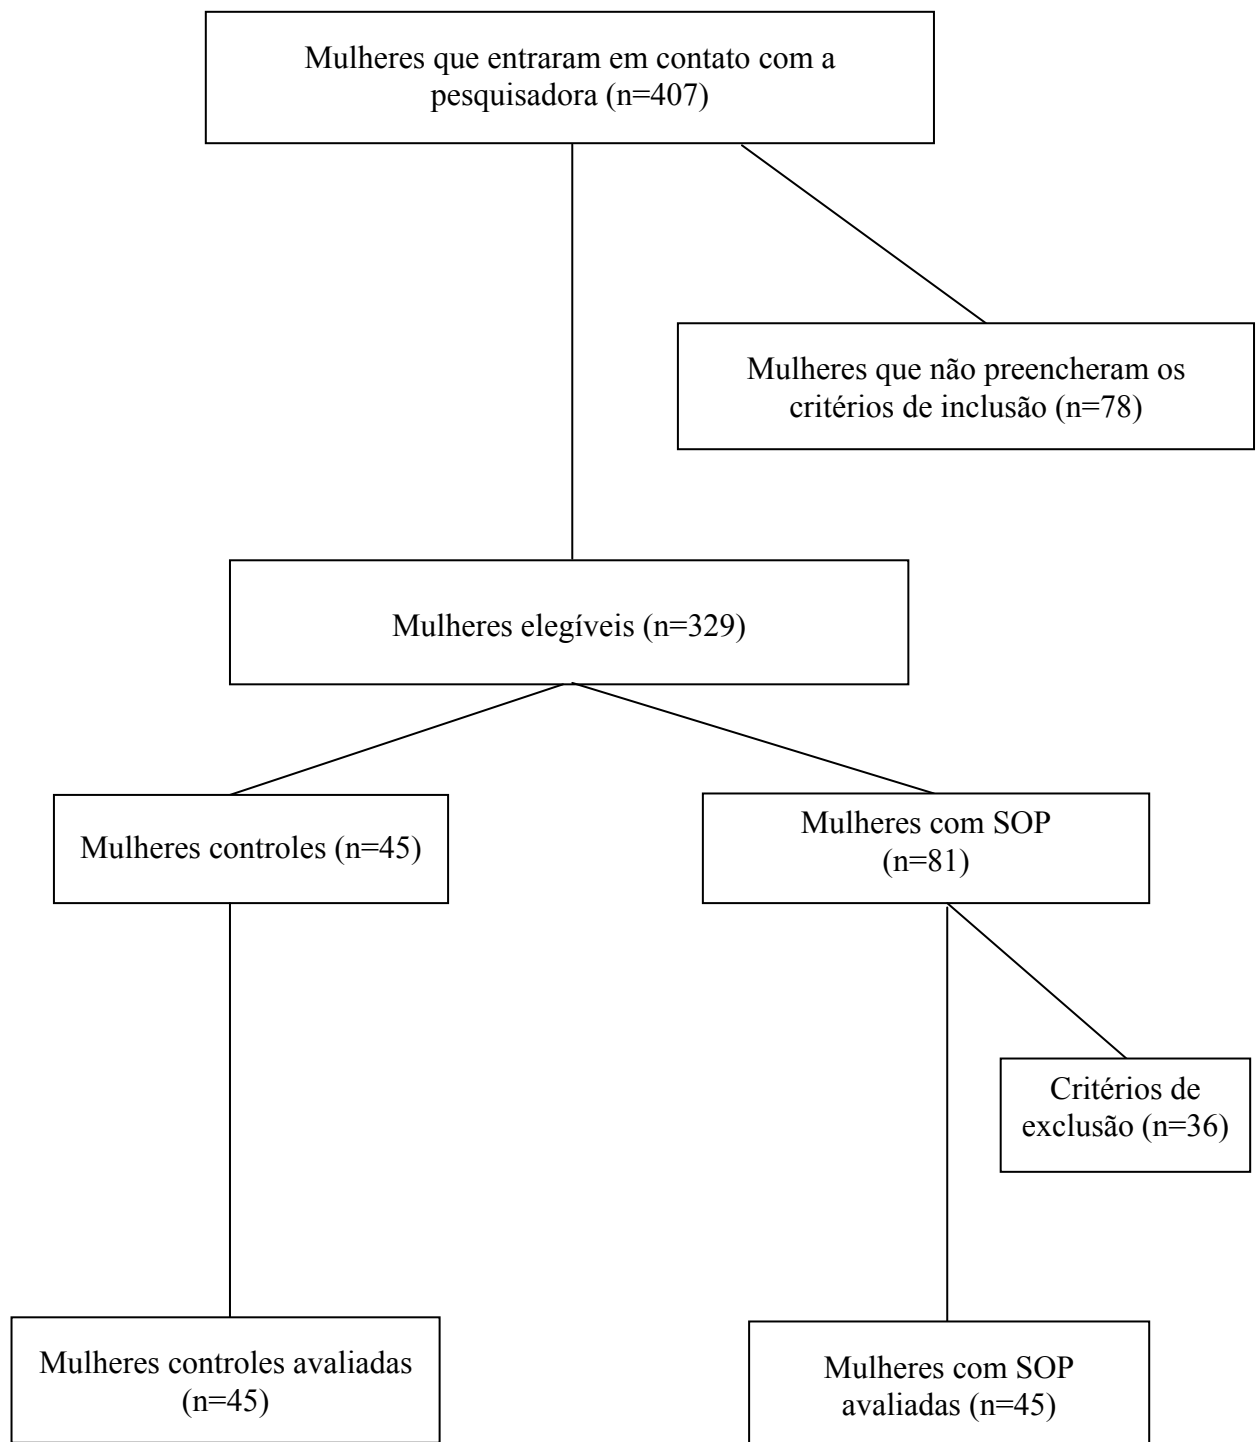 Mulheres que entraram em contato com a
pesquisadora (n=407)
Mulheres que não preencheram os
critérios de inclusão (n=78)
Mulheres elegíveis (n=329)
Mulheres controles (n=45)
Mulheres com SOP
(n=81)
Critérios de
exclusão (n=36)
Mulheres controles avaliadas
(n=45)
Mulheres com SOP
avaliadas (n=45)